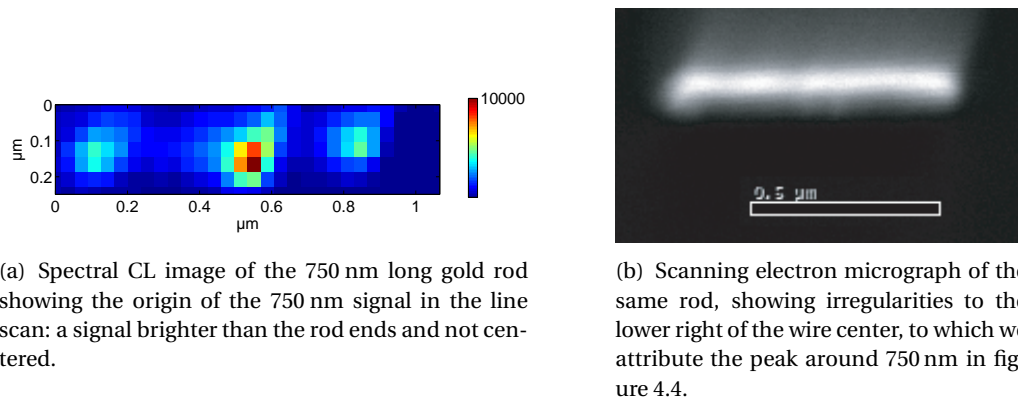 10000
0
0.1
0.2
µm
0 0.2 0.4 0.6 0.8 1
µm
0.5 µm
(a) Spectral CL image of the 750 nm long gold rod
showing the origin of the 750 nm signal in the line
scan: a signal brighter than the rod ends and not cen-
tered.
(b) Scanning electron micrograph of the
same rod, showing irregularities to the
lower right of the wire center, to which we
attribute the peak around 750 nm in fig-
ure 4.4.